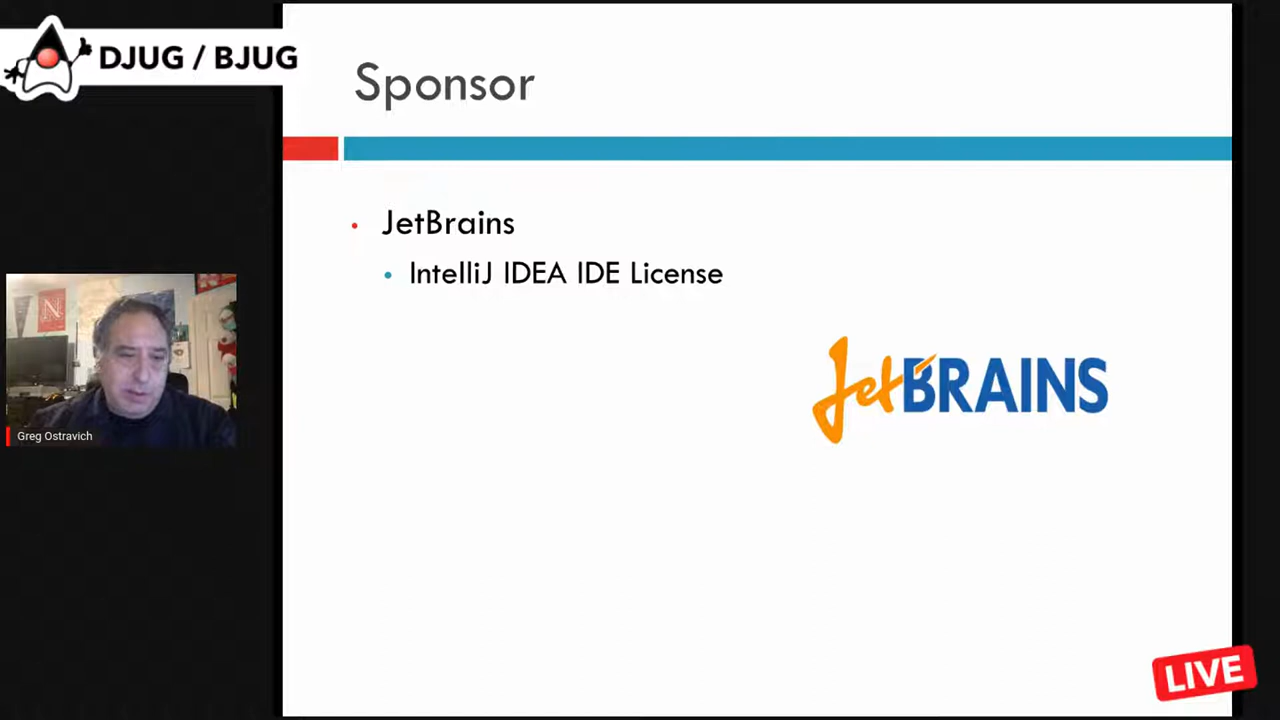 DJUG / BJUG
Sponsor
• JetBrains
• IntelliJ IDEA IDE License
JetBRAINS
N
Greg Ostravich
LIVE